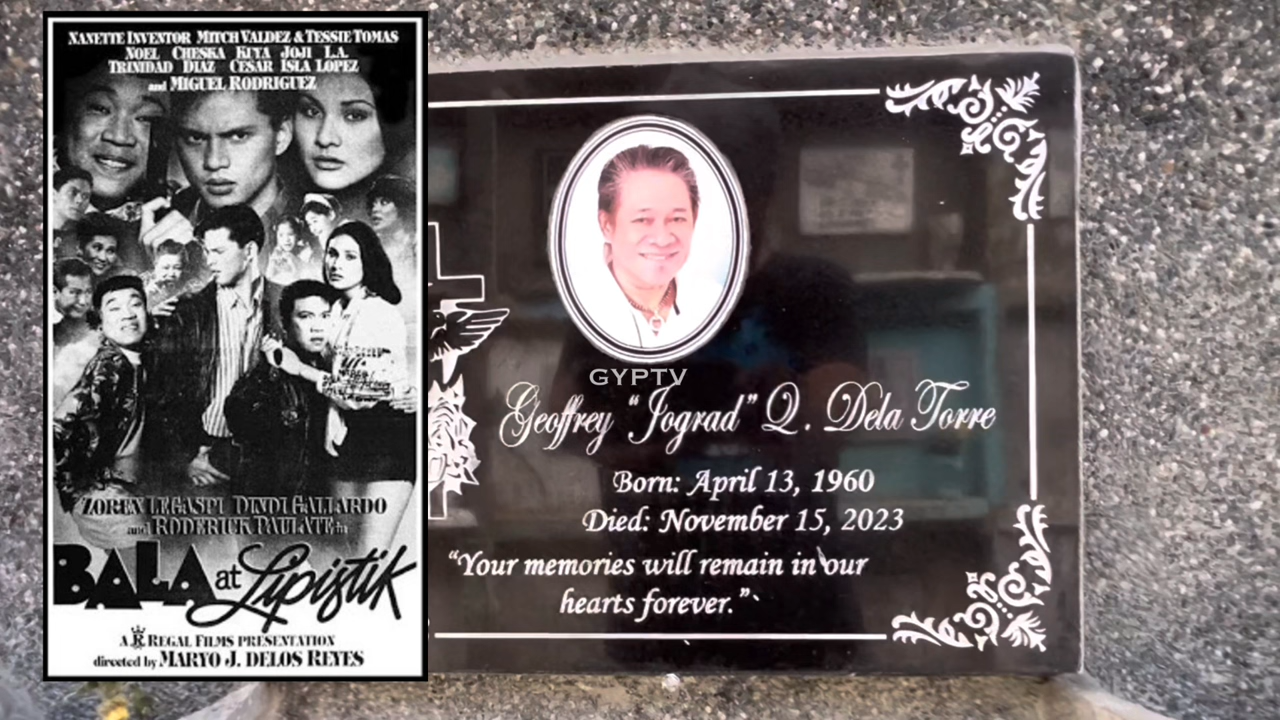 NANETTE INVENTOR MITCH VALDEZ & TESSIE TOMAS
NOEL TRINIDAD CHESKA DIAZ KUYA CESAR JOJI ISLA L.A. LOPEZ
and MIGUEL RODRIGUEZ
ZOREN LEGASPI DINDI GALLARDO
and RODERICK PAULATE in
BALA at Lipistik
A R REGAL FILMS PRESENTATION
directed by MARYO J. DELOS REYES
GYPTV
Geoffrey "Jograd" Q. Dela Torre
Born: April 13, 1960
Died: November 15, 2023
"Your memories will remain in our
hearts forever."